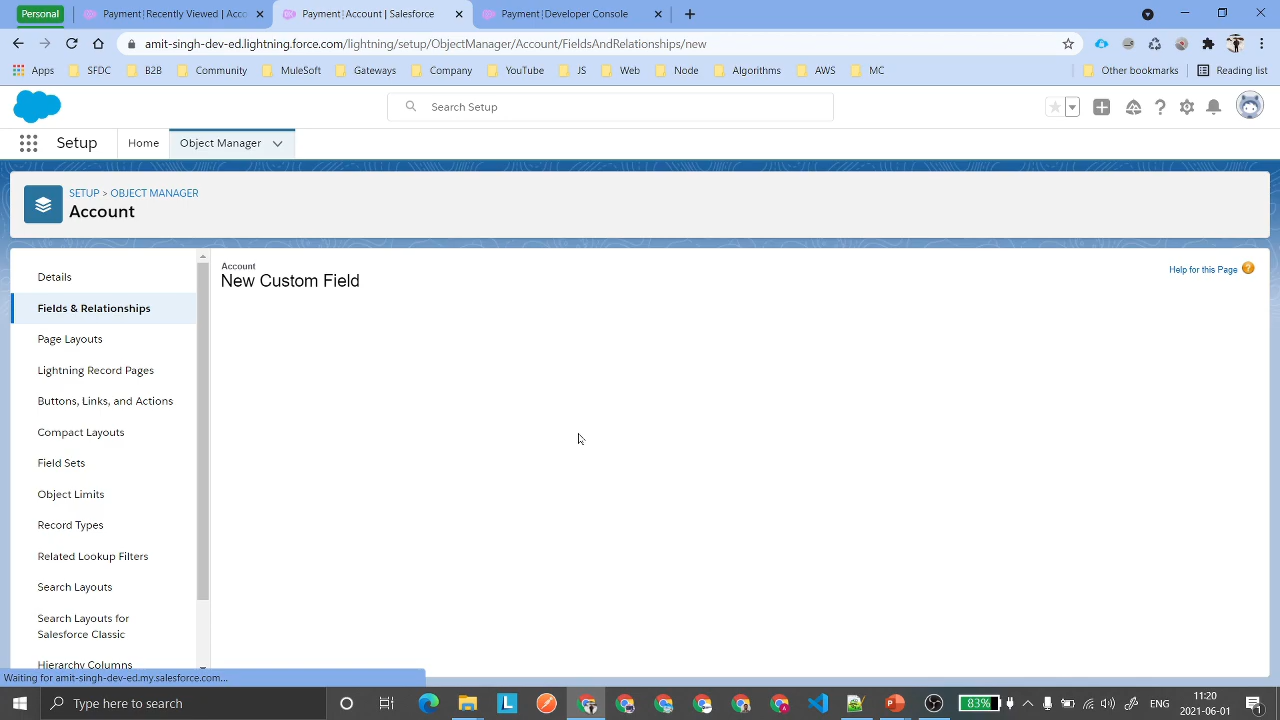 Personal
Payment | Recently Viewed | Acc
Payment | Account | Salesforce
Payment | Developer Console
amit-singh-dev-ed.lightning.force.com/lightning/setup/ObjectManager/Account/FieldsAndRelationships/new
Apps SFDC B2B Community MuleSoft Gateways Company YouTube JS Web Node Algorithms AWS MC Other bookmarks Reading list
Search Setup
Setup Home Object Manager
SETUP > OBJECT MANAGER
Account
Details
Fields & Relationships
Page Layouts
Lightning Record Pages
Buttons, Links, and Actions
Compact Layouts
Field Sets
Object Limits
Record Types
Related Lookup Filters
Search Layouts
Search Layouts for
Salesforce Classic
Hierarchy Columns
Account
New Custom Field
Help for this Page
Waiting for amit-singh-dev-ed.my.salesforce.com...
Type here to search
83%
ENG
11:20
2021-06-01